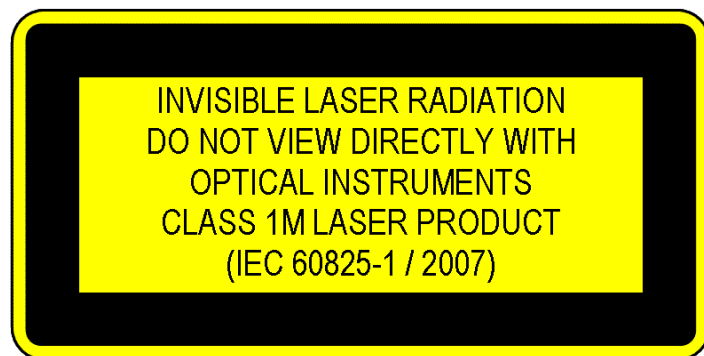 INVISIBLE LASER RADIATION
DO NOT VIEW DIRECTLY WITH
OPTICAL INSTRUMENTS
CLASS 1M LASER PRODUCT
(IEC 60825-1 / 2007)